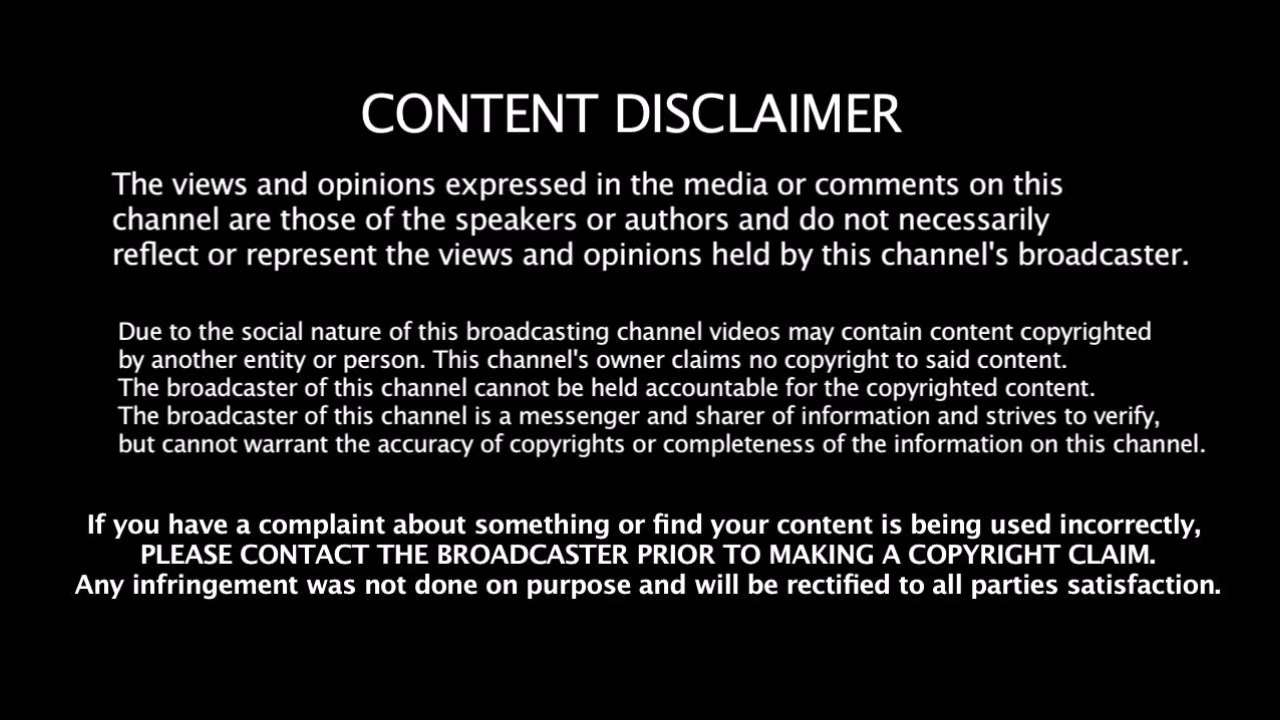 CONTENT DISCLAIMER
The views and opinions expressed in the media or comments on this
channel are those of the speakers or authors and do not necessarily
reflect or represent the views and opinions held by this channel's broadcaster.
Due to the social nature of this broadcasting channel videos may contain content copyrighted
by another entity or person. This channel's owner claims no copyright to said content.
The broadcaster of this channel cannot be held accountable for the copyrighted content.
The broadcaster of this channel is a messenger and sharer of information and strives to verify,
but cannot warrant the accuracy of copyrights or completeness of the information on this channel.
If you have a complaint about something or find your content is being used incorrectly,
PLEASE CONTACT THE BROADCASTER PRIOR TO MAKING A COPYRIGHT CLAIM.
Any infringement was not done on purpose and will be rectified to all parties satisfaction.